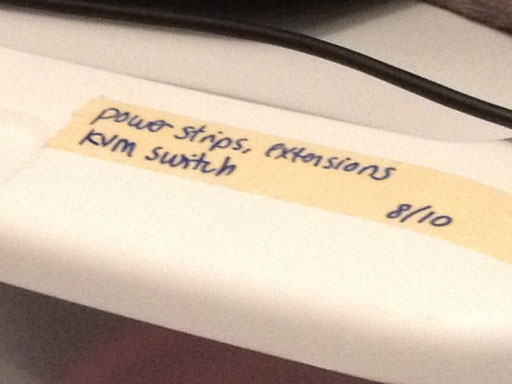 power strips, extensions
KVM switch
8/10